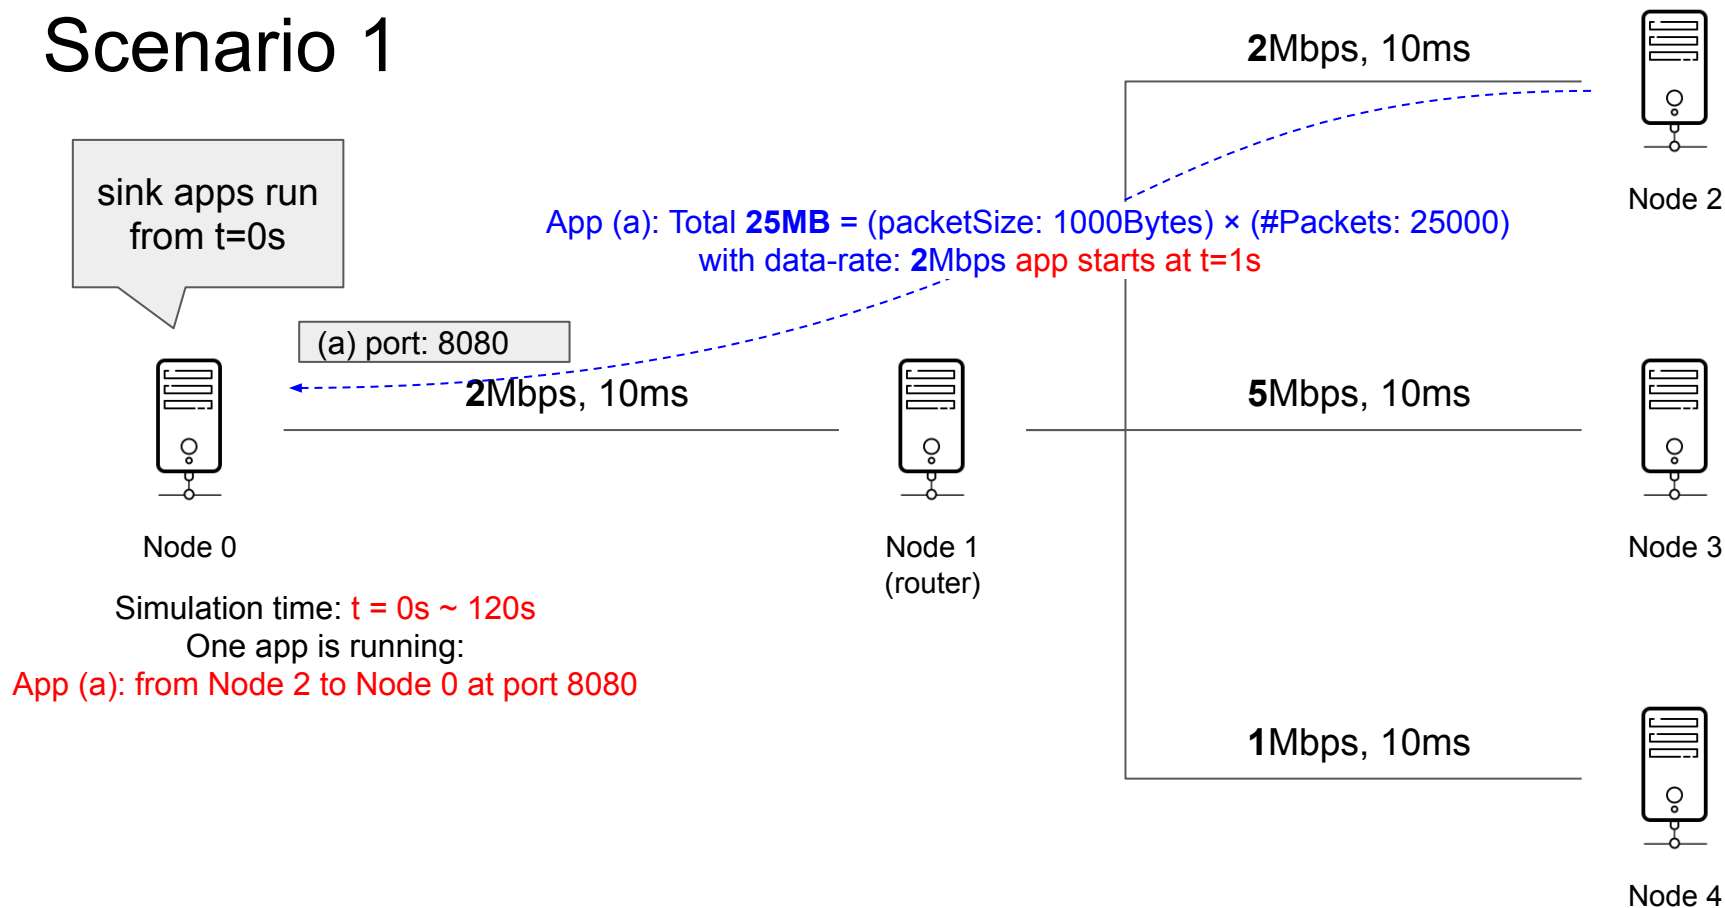 Scenario 1
2Mbps, 10ms
Node 2
sink apps run
from t=0s
App (a): Total 25MB = (packetSize: 1000Bytes) × (#Packets: 25000)
with data-rate: 2Mbps app starts at t=1s
(a) port: 8080
2Mbps, 10ms
5Mbps, 10ms
Node 0
Node 1
(router)
Node 3
Simulation time: t = 0s ~ 120s
One app is running:
App (a): from Node 2 to Node 0 at port 8080
1Mbps, 10ms
Node 4